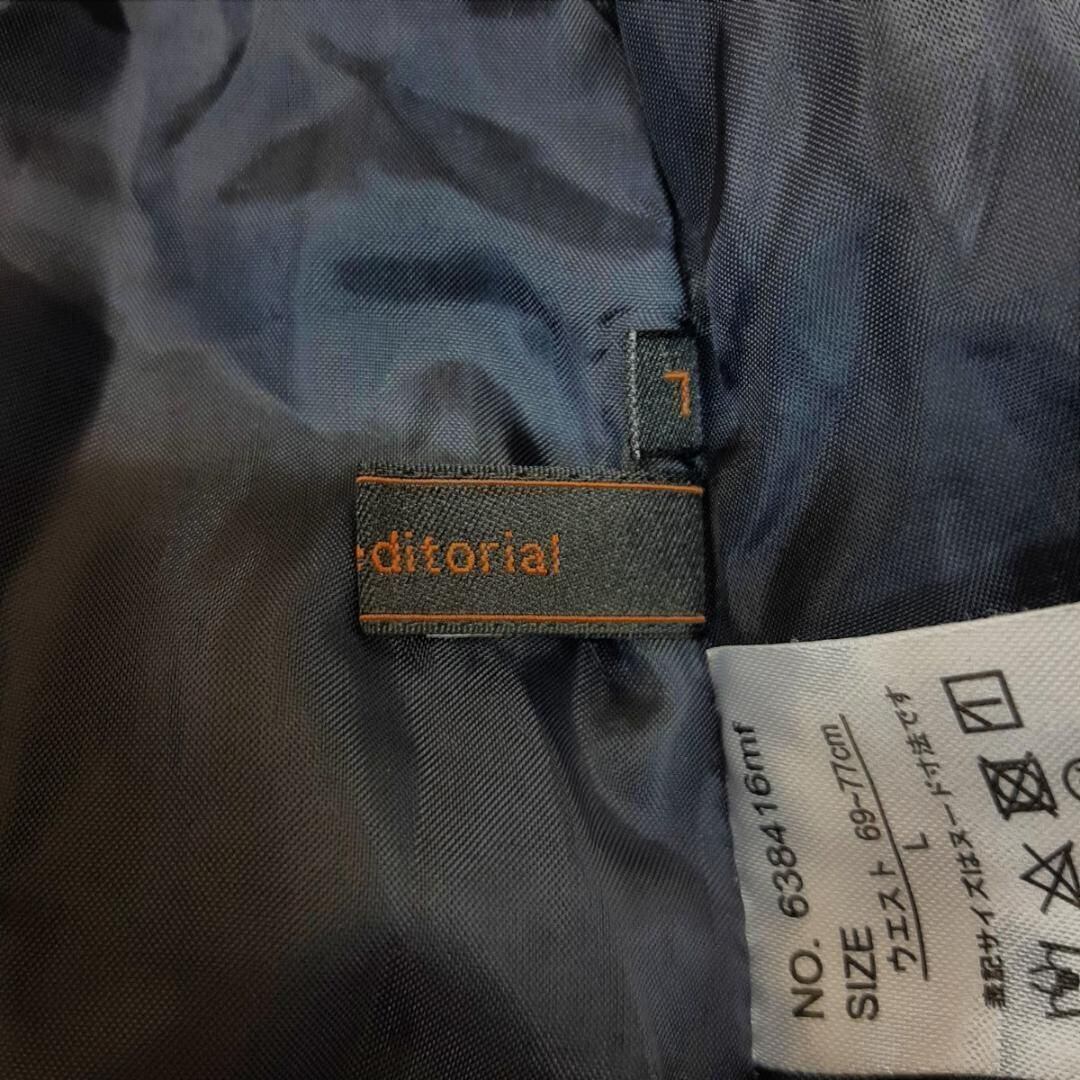 L
editorial
NO. 638416mf
SIZE
ウエスト 69~77cm
L
表記サイズはヌード寸法です